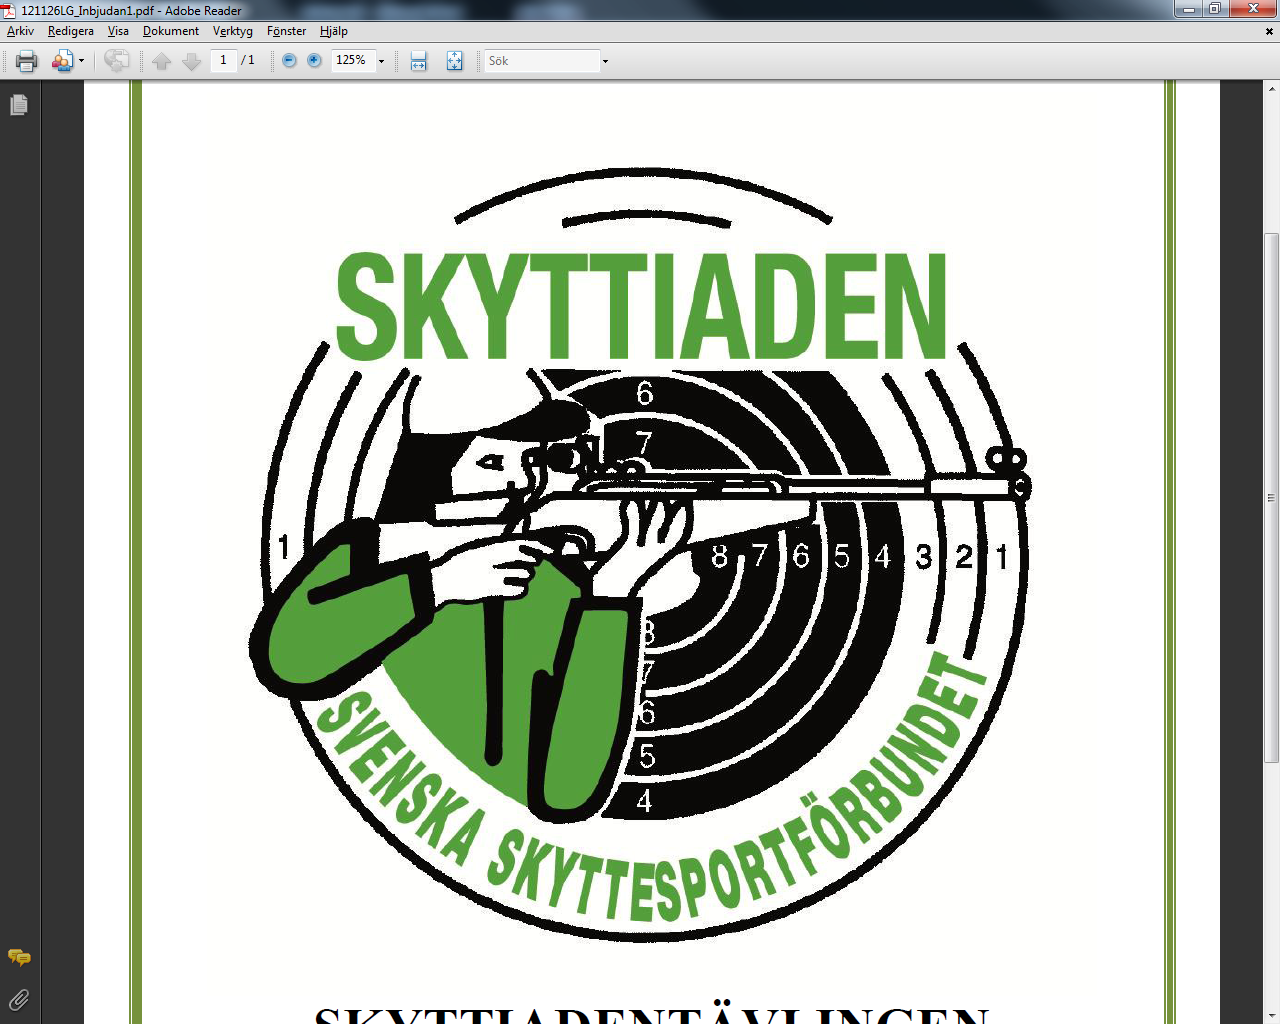 121126LG_Inbjudan1.pdf - Adobe Reader
Arkiv Redigera Visa Dokument Verktyg Fönster Hjälp
1 / 1 125% Sök
SKYTTIADEN
6
7
1 8 7 6 5 4 3 2 1
8
7
6
5
4
SVENSKA SKYTTESPORTFÖRBUNDET
SKYTTIADENTÄVLINGEN